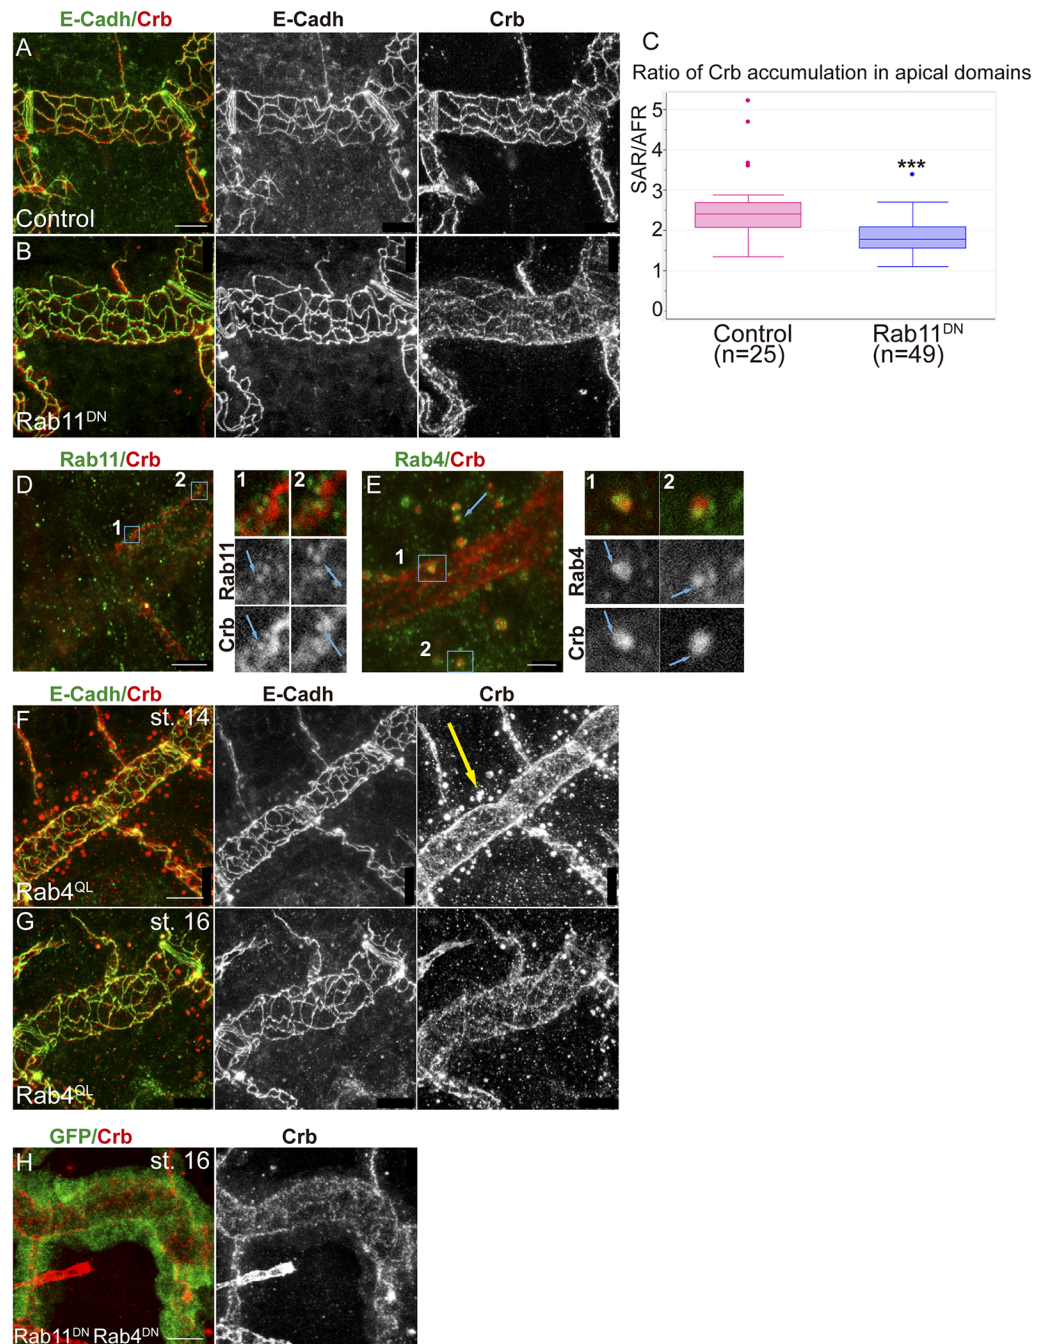 E-Cadh/Crb E-Cadh Crb
A
Control
B
Rab11DN
C
Ratio of Crb accumulation in apical domains
SAR/AFR
5
4
3
2
1
0
***
Control
(n=25)
Rab11DN
(n=49)
Rab11/Crb
D
1
2
1 2
Rab11
Crb
Rab4/Crb
E
1
2
1 2
Rab4
Crb
E-Cadh/Crb E-Cadh Crb
F st. 14
Rab4QL
G st. 16
Rab4QL
GFP/Crb Crb
H st. 16
Rab11DN Rab4DN